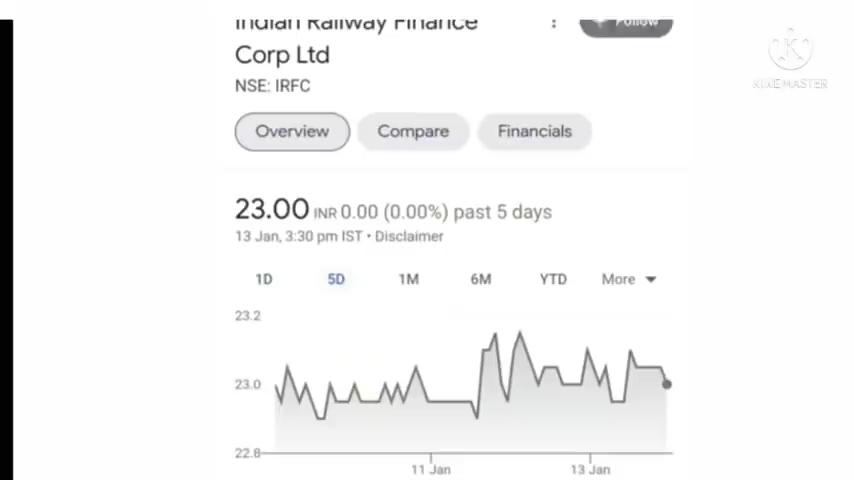 Indian Railway Finance
Corp Ltd
Follow
NSE: IRFC
Overview Compare Financials
23.00 INR 0.00 (0.00%) past 5 days
13 Jan, 3:30 pm IST • Disclaimer
1D 5D 1M 6M YTD More
23.2
23.0
22.8
11 Jan 13 Jan
K
KINEMASTER